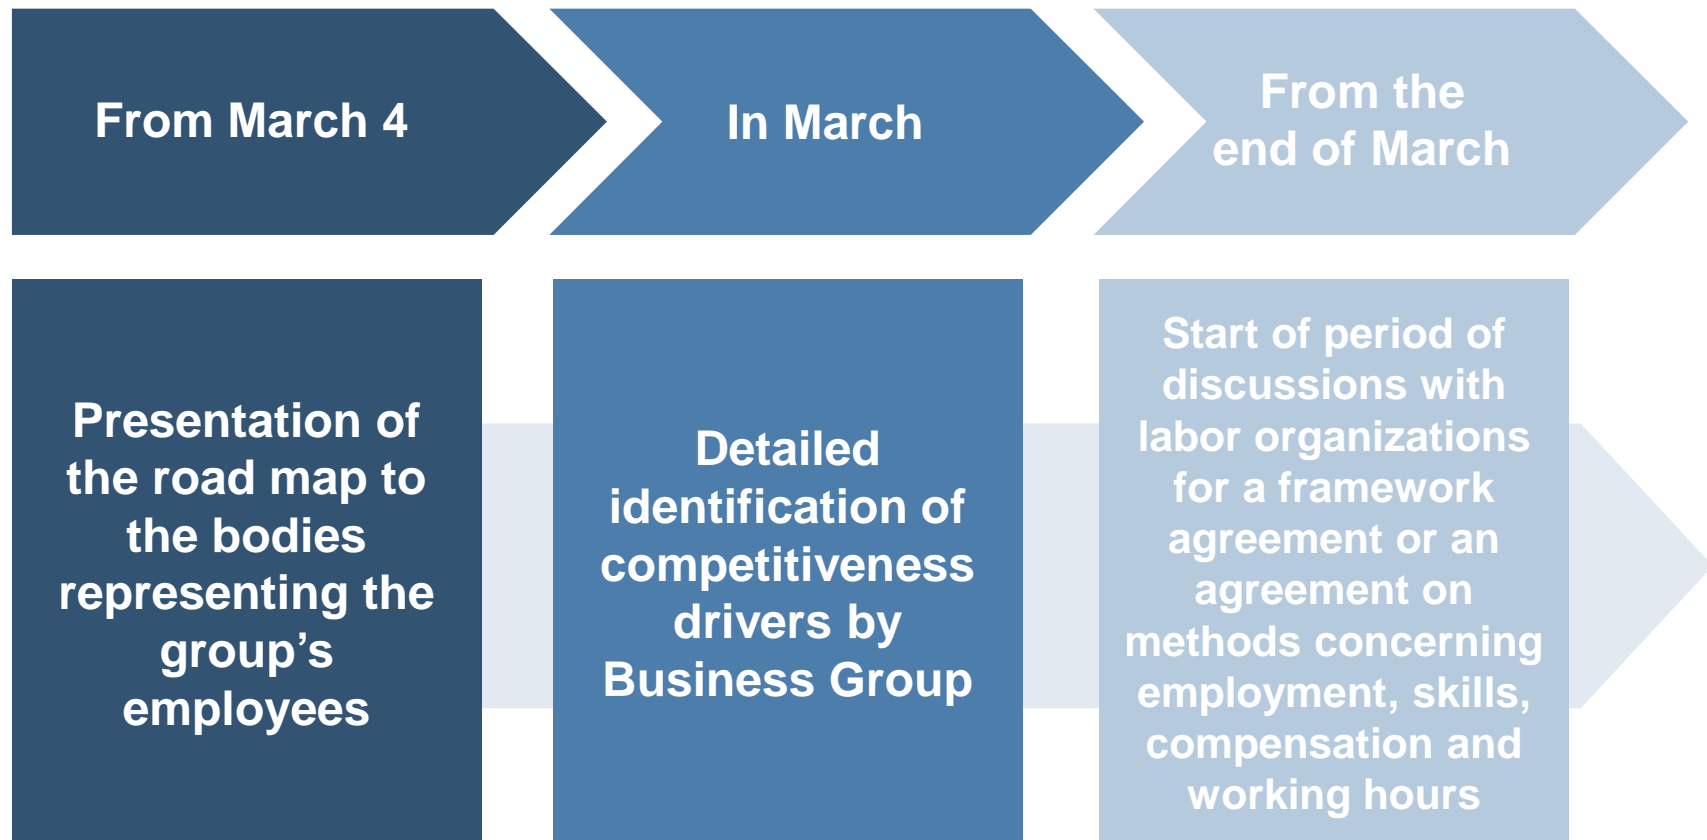 From March 4
In March
From the
end of March
Presentation of
the road map to
the bodies
representing the
group’s
employees
Detailed
identification of
competitiveness
drivers by
Business Group
Start of period of
discussions with
labor organizations
for a framework
agreement or an
agreement on
methods concerning
employment, skills,
compensation and
working hours